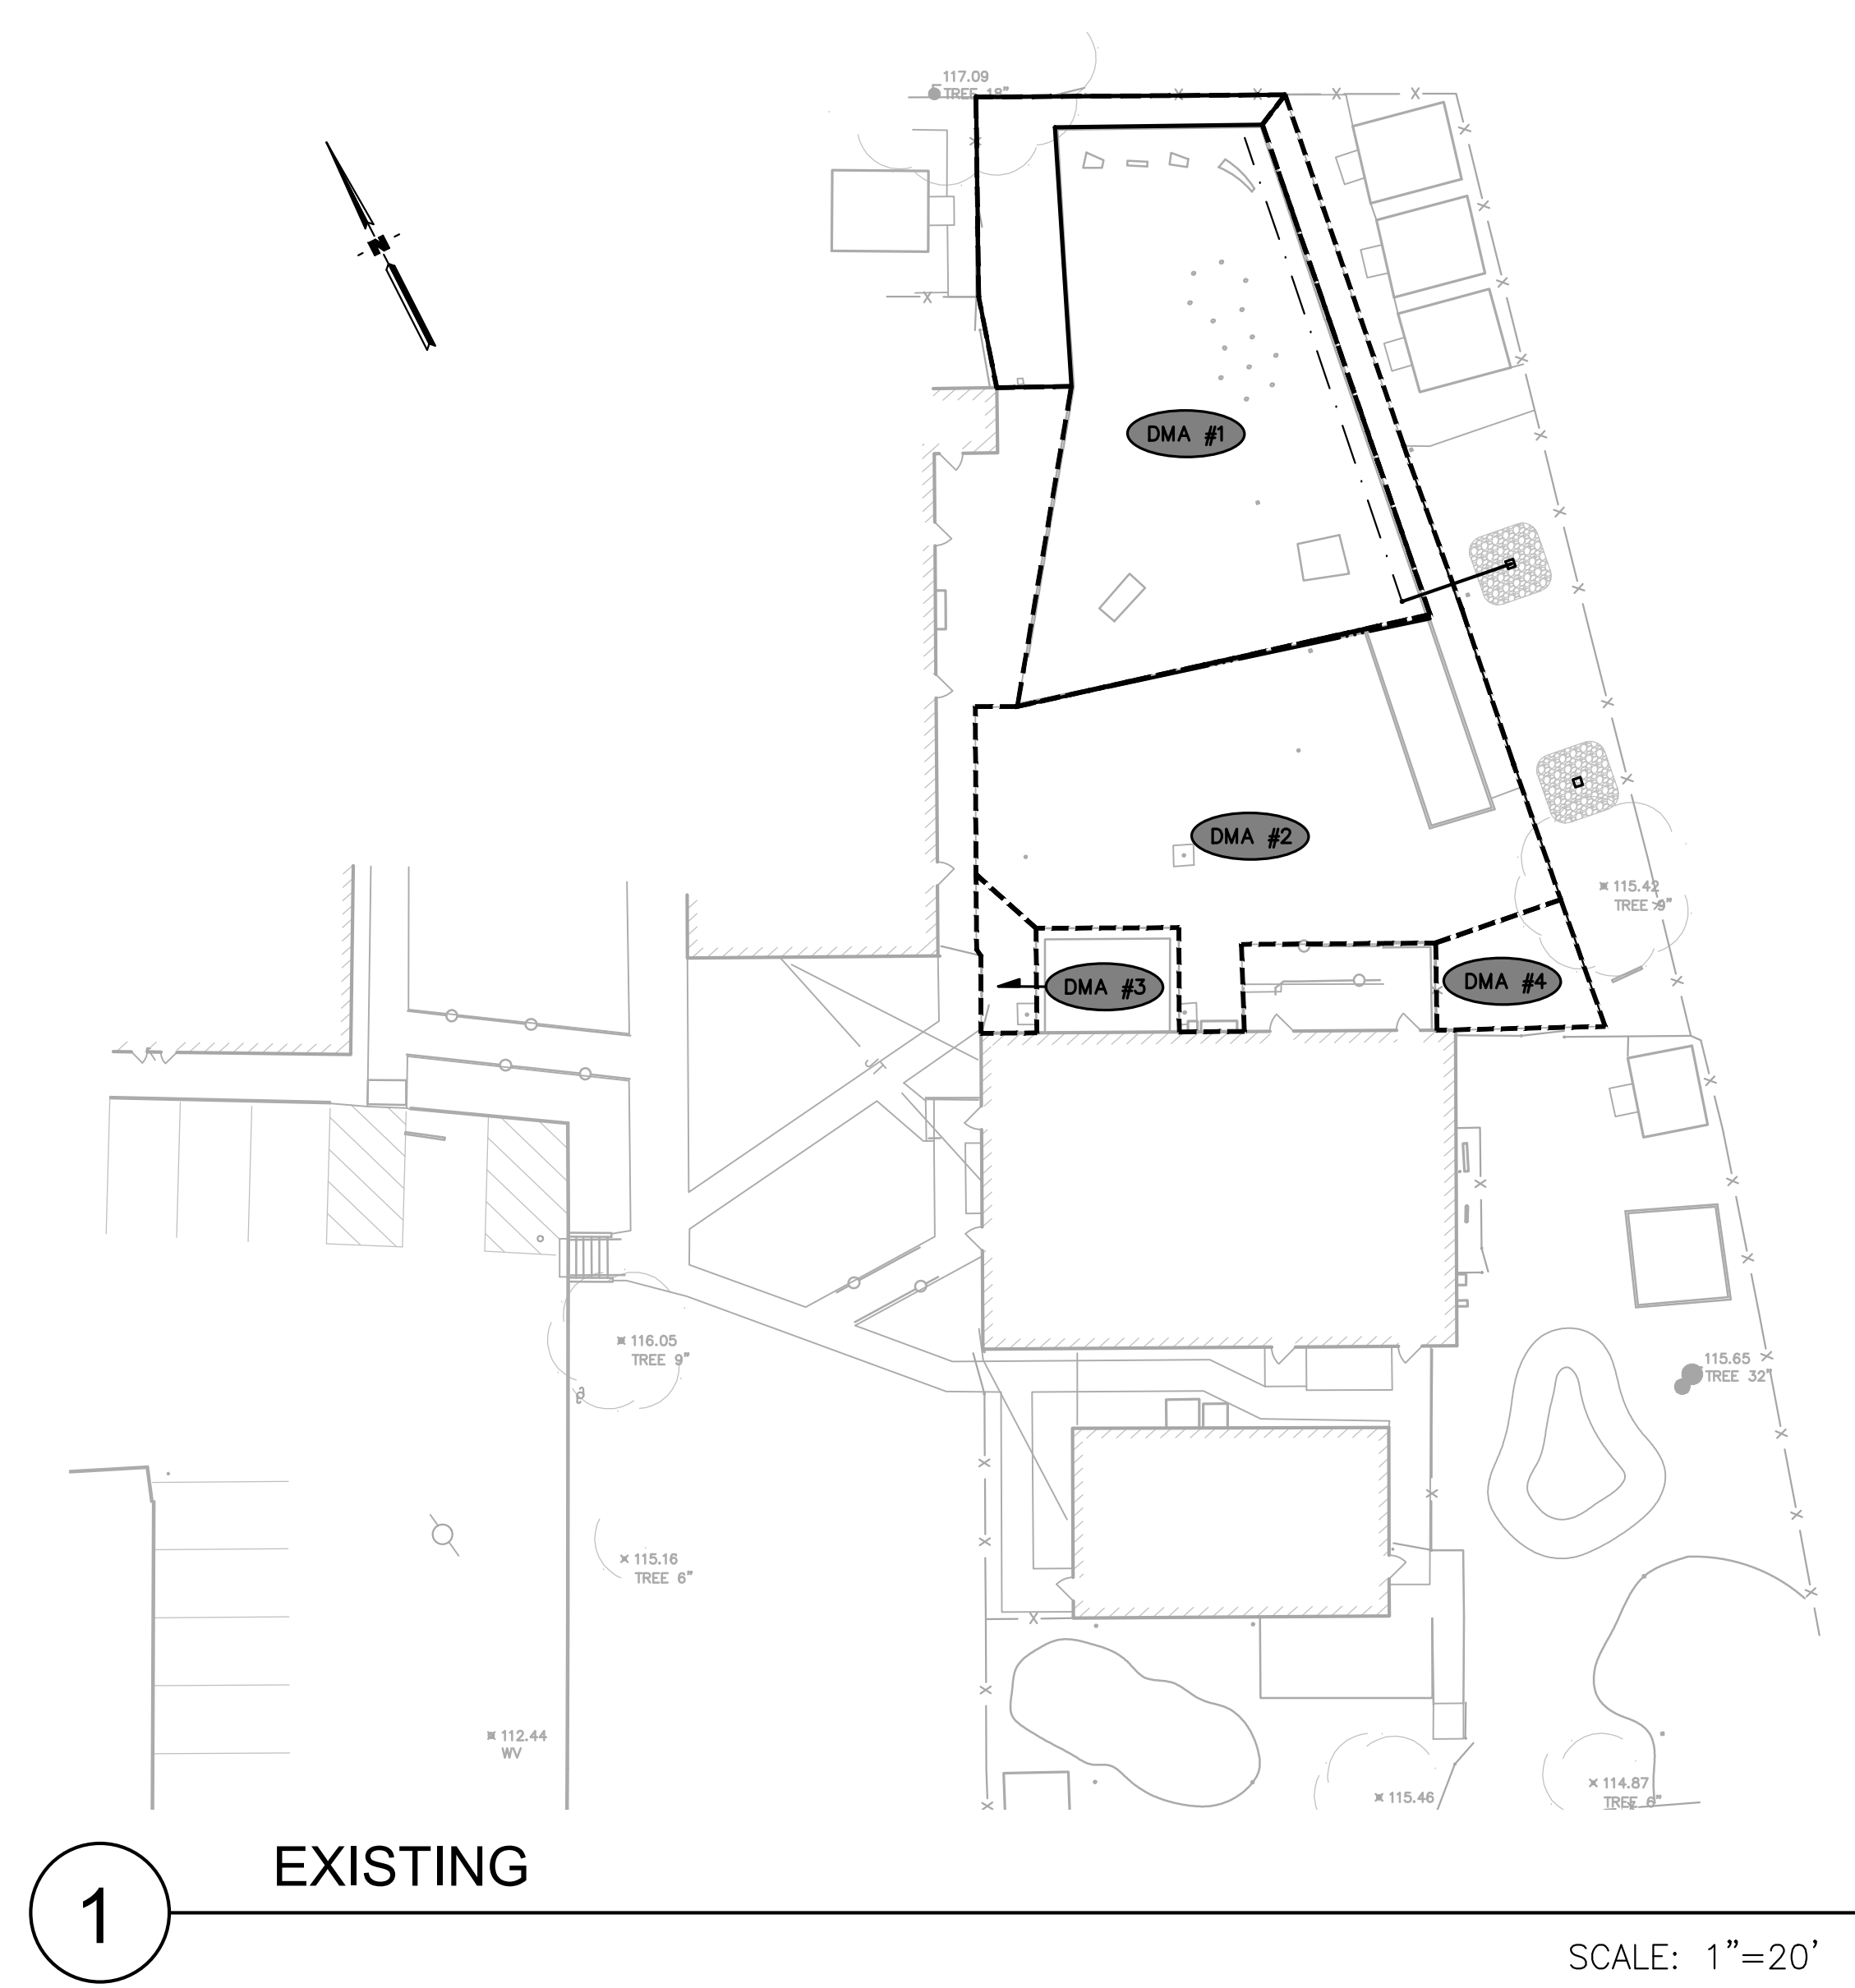 117.09
TREE 18"
N
DMA #1
DMA #2
115.42
TREE 9"
DMA #3
DMA #4
116.05
TREE 9"
115.65
TREE 32"
115.16
TREE 6"
112.44
WV
114.87
TREE 6"
115.46
EXISTING
1
SCALE: 1"=20'